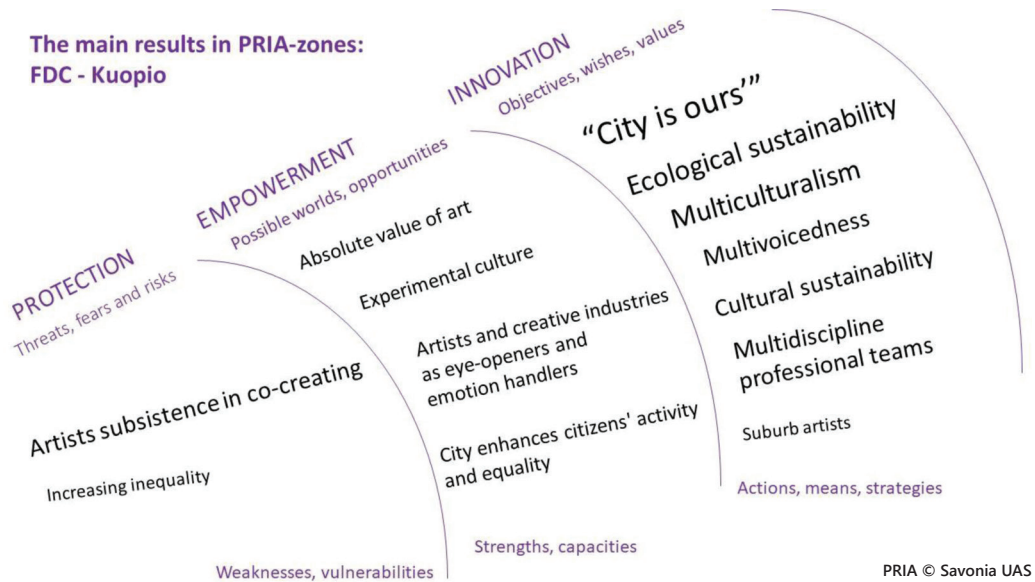 The main results in PRIA-zones:
FDC - Kuopio
PROTECTION
Threats, fears and risks
Artists subsistence in co-creating
Increasing inequality
Weaknesses, vulnerabilities
EMPOWERMENT
Possible worlds, opportunities
Absolute value of art
Experimental culture
Artists and creative industries
as eye-openers and
emotion handlers
City enhances citizens' activity
and equality
Strengths, capacities
INNOVATION
Objectives, wishes, values
“City is ours’”
Ecological sustainability
Multiculturalism
Multivoicedness
Cultural sustainability
Multidiscipline
professional teams
Suburb artists
Actions, means, strategies
PRIA © Savonia UAS